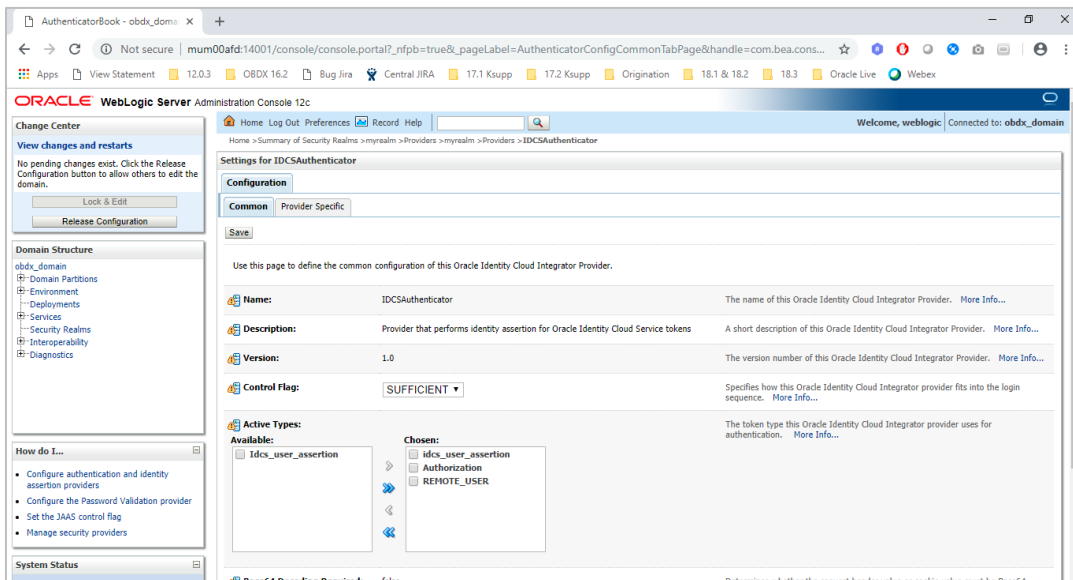 AuthenticatorBook - obdx_doma
Not secure | mum00afd:14001/console/console.portal?_nfpb=true&_pageLabel=AuthenticatorConfigCommonTabPage&handle=com.bea.cons...
Apps View Statement 12.0.3 OBDX 16.2 Bug Jira Central JIRA 17.1 Ksupp 17.2 Ksupp Origination 18.1 & 18.2 18.3 Oracle Live Webex
ORACLE WebLogic Server Administration Console 12c
Change Center
View changes and restarts
No pending changes exist. Click the Release
Configuration button to allow others to edit the
domain.
Lock & Edit
Release Configuration
Domain Structure
obdx_domain
Domain Partitions
Environment
Deployments
Services
Security Realms
Interoperability
Diagnostics
How do I...
Configure authentication and identity
assertion providers
Configure the Password Validation provider
Set the JAAS control flag
Manage security providers
System Status
Home Log Out Preferences Record Help
Welcome, weblogic Connected to: obdx_domain
Home >Summary of Security Realms >myrealm >Providers >myrealm >Providers >IDCSAuthenticator
Settings for IDCSAuthenticator
Configuration
Common Provider Specific
Save
Use this page to define the common configuration of this Oracle Identity Cloud Integrator Provider.
Name: IDCSAuthenticator The name of this Oracle Identity Cloud Integrator Provider. More Info...
Description: Provider that performs identity assertion for Oracle Identity Cloud Service tokens A short description of this Oracle Identity Cloud Integrator Provider. More Info...
Version: 1.0 The version number of this Oracle Identity Cloud Integrator Provider. More Info...
Control Flag: SUFFICIENT Specifies how this Oracle Identity Cloud Integrator provider fits into the login
sequence. More Info...
Active Types: The token type this Oracle Identity Cloud Integrator provider uses for
authentication. More Info...
Available: Chosen:
Idcs_user_assertion idcs_user_assertion
Authorization
REMOTE_USER